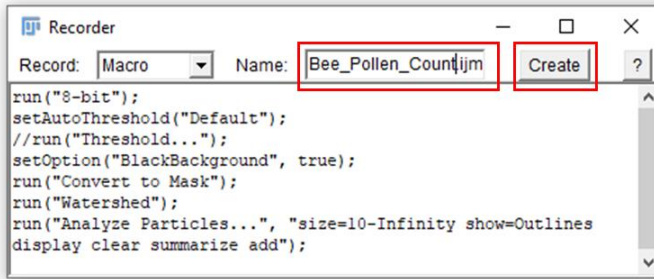 Recorder
Record: Macro Name: Bee_Pollen_Count.ijm Create ?
run("8-bit");
setAutoThreshold("Default");
//run("Threshold...");
setOption("BlackBackground", true);
run("Convert to Mask");
run("Watershed");
run("Analyze Particles...", "size=10-Infinity show=Outlines
display clear summarize add");